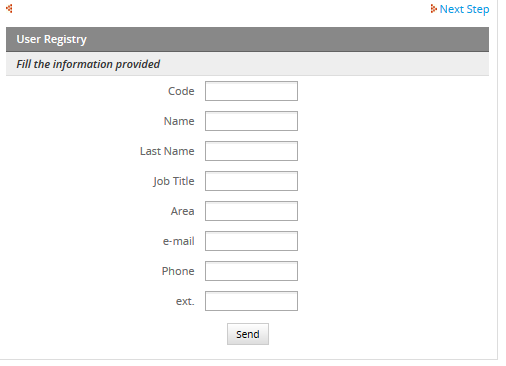 Next Step
User Registry
Fill the information provided
Code
Name
Last Name
Job Title
Area
e-mail
Phone
ext.
Send